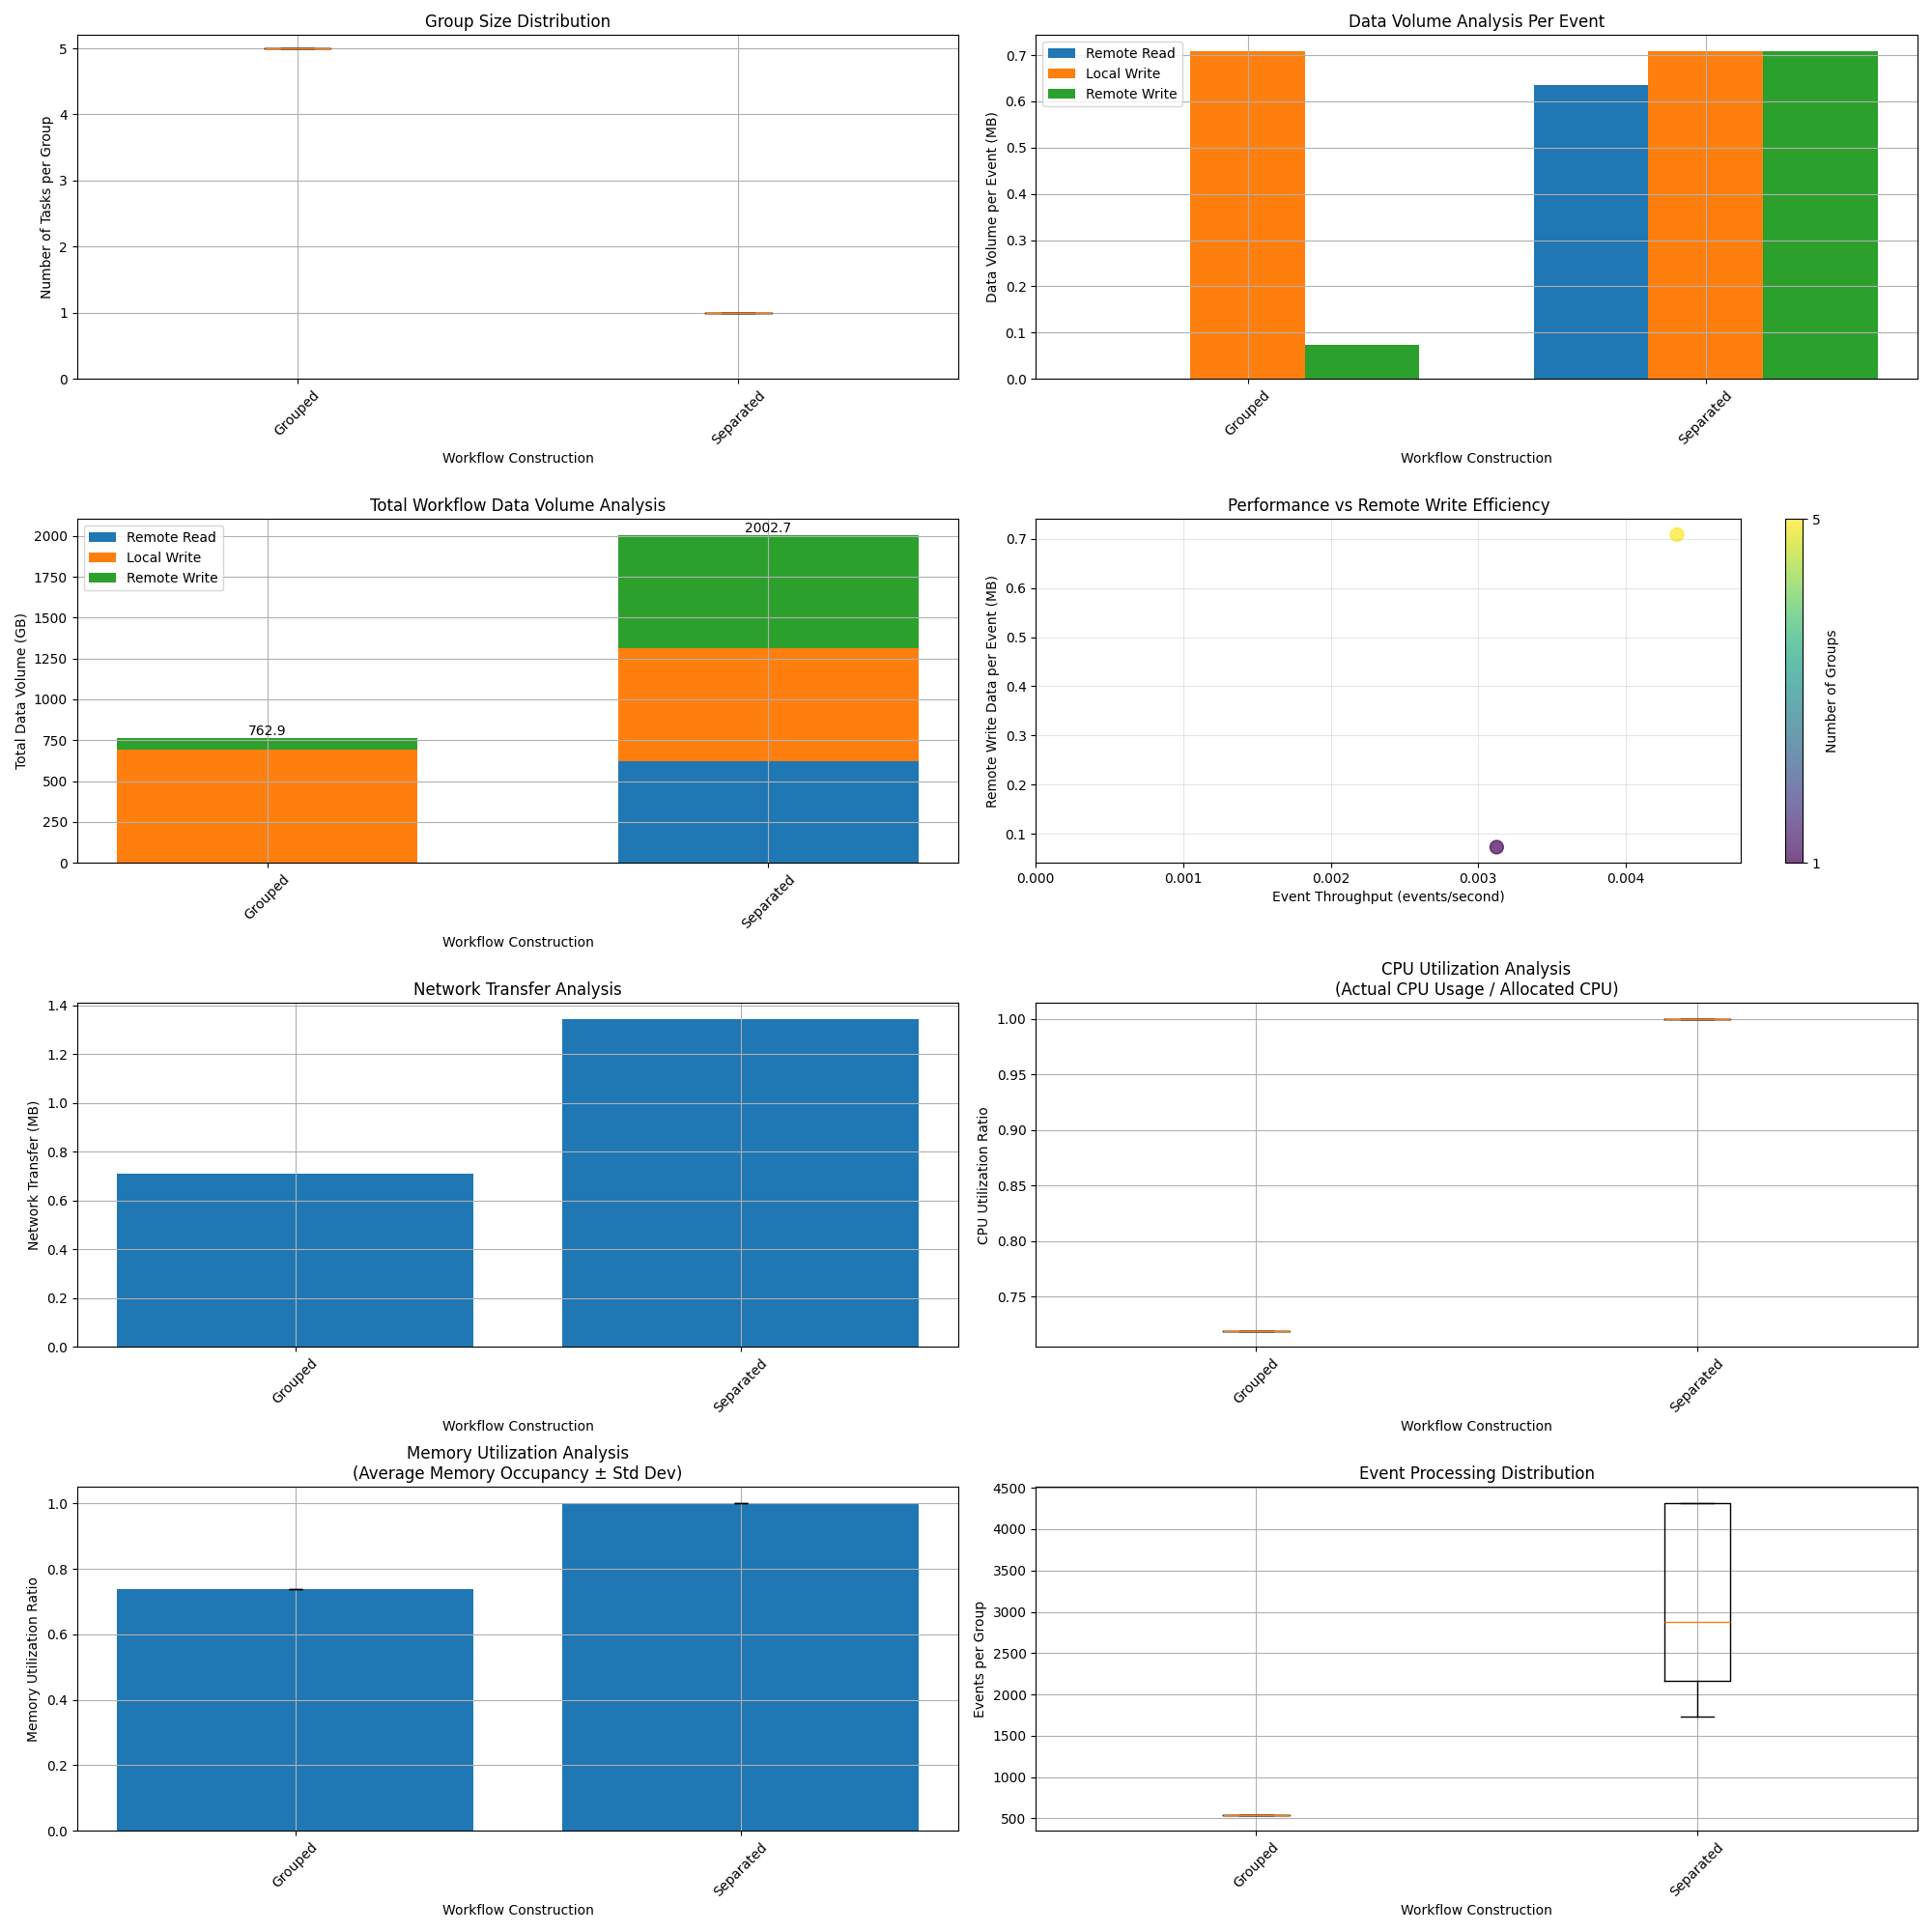 Group Size Distribution
Number of Tasks per Group
5
4
3
2
1
0
Grouped
Separated
Workflow Construction
Data Volume Analysis Per Event
Data Volume per Event (MB)
0.7
0.6
0.5
0.4
0.3
0.2
0.1
0.0
Remote Read
Local Write
Remote Write
Grouped
Separated
Workflow Construction
Total Workflow Data Volume Analysis
Total Data Volume (GB)
2000
1750
1500
1250
1000
750
500
250
0
Remote Read
Local Write
Remote Write
762.9
2002.7
Grouped
Separated
Workflow Construction
Performance vs Remote Write Efficiency
Remote Write Data per Event (MB)
0.7
0.6
0.5
0.4
0.3
0.2
0.1
0.000
0.001
0.002
0.003
0.004
Event Throughput (events/second)
5
1
Number of Groups
Network Transfer Analysis
Network Transfer (MB)
1.4
1.2
1.0
0.8
0.6
0.4
0.2
0.0
Grouped
Separated
Workflow Construction
CPU Utilization Analysis
(Actual CPU Usage / Allocated CPU)
CPU Utilization Ratio
1.00
0.95
0.90
0.85
0.80
0.75
Grouped
Separated
Workflow Construction
Memory Utilization Analysis
(Average Memory Occupancy ± Std Dev)
Memory Utilization Ratio
1.0
0.8
0.6
0.4
0.2
0.0
Grouped
Separated
Workflow Construction
Event Processing Distribution
Events per Group
4500
4000
3500
3000
2500
2000
1500
1000
500
Grouped
Separated
Workflow Construction